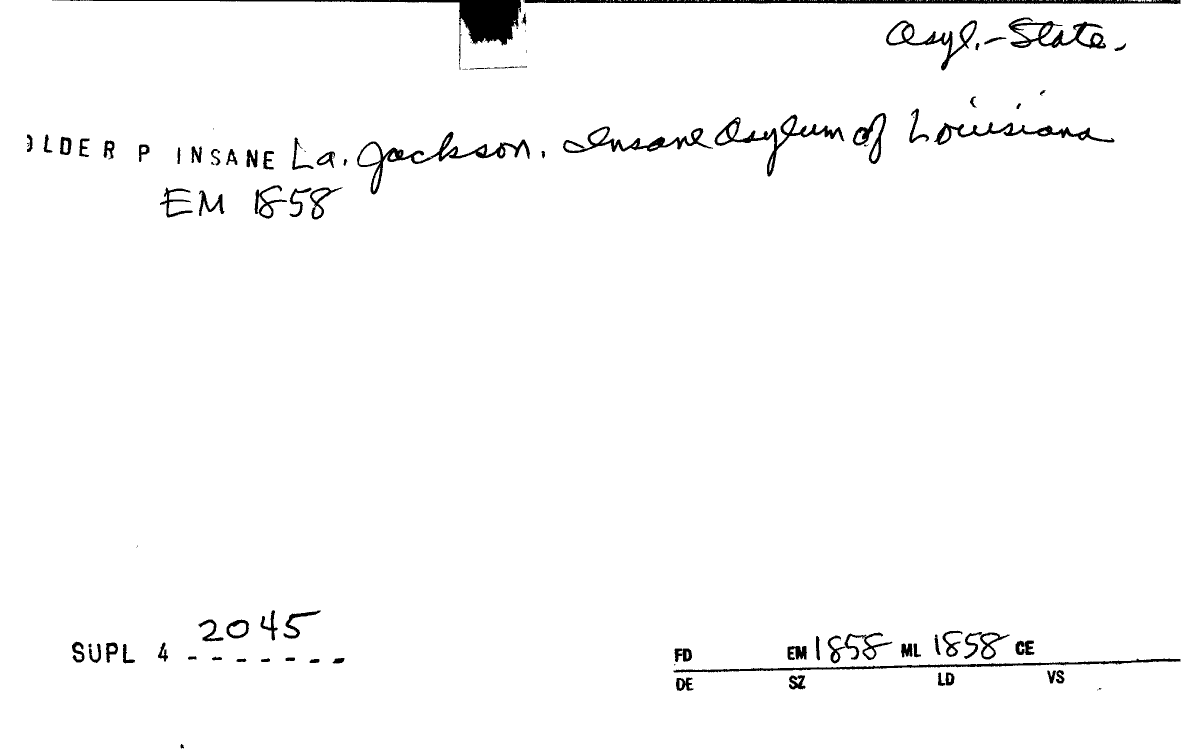 Asyl.-State.
OLDER P INSANE La. Jackson. Insane Asylum of Louisiana
EM 1858
SUPL 4 2045
FD EM 1858 ML 1858 CE
DE SZ LD VS